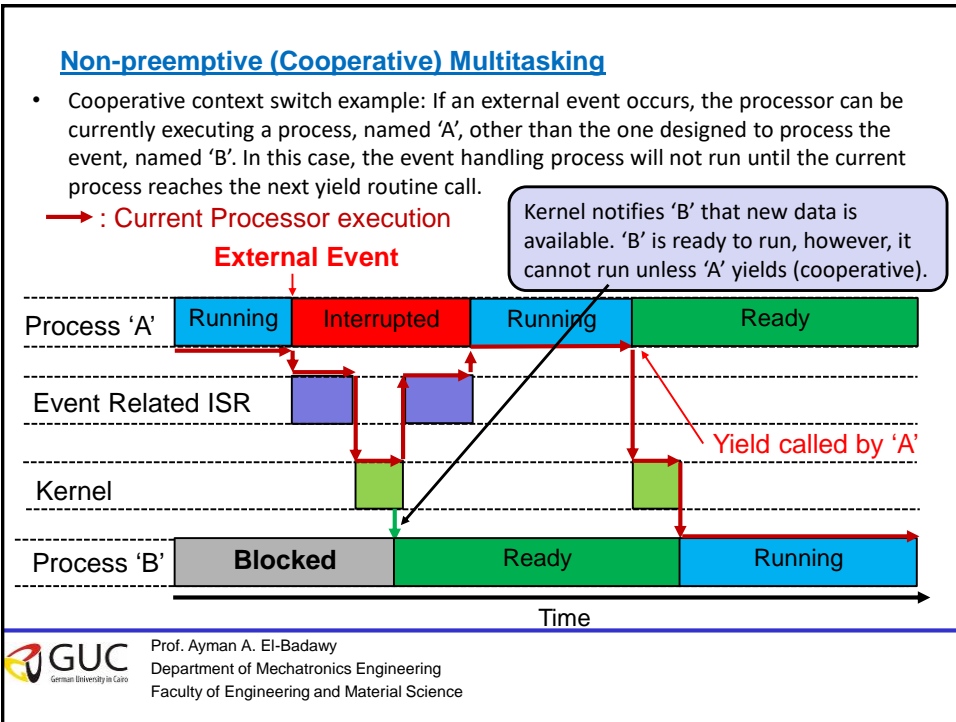 Non-preemptive (Cooperative) Multitasking
• Cooperative context switch example: If an external event occurs, the processor can be
currently executing a process, named ‘A’, other than the one designed to process the
event, named ‘B’. In this case, the event handling process will not run until the current
process reaches the next yield routine call.
: Current Processor execution
Kernel notifies ‘B’ that new data is
available. ‘B’ is ready to run, however, it
cannot run unless ‘A’ yields (cooperative).
External Event
Process ‘A’ Running Interrupted Running Ready
Event Related ISR
Yield called by ‘A’
Kernel
Process ‘B’ Blocked Ready Running
Time
GUC
German University in Cairo
Prof. Ayman A. El-Badawy
Department of Mechatronics Engineering
Faculty of Engineering and Material Science